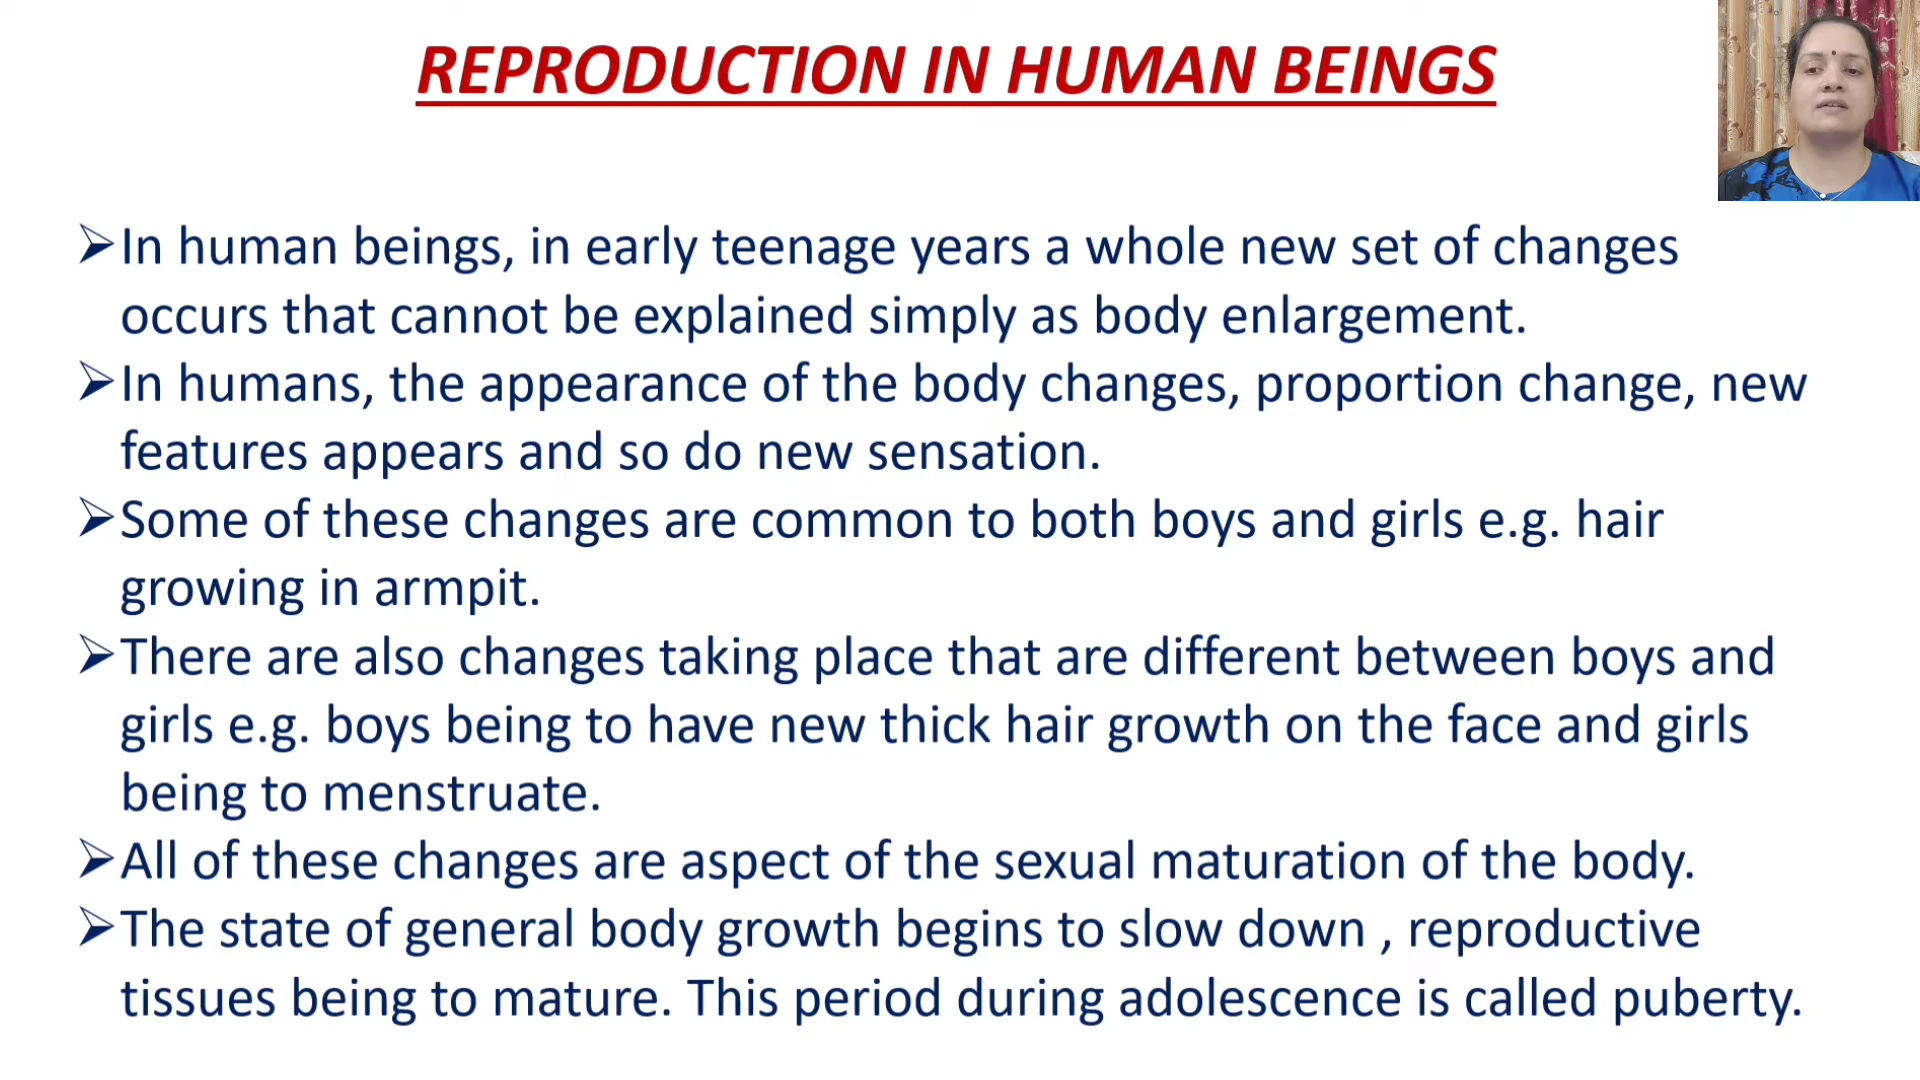 REPRODUCTION IN HUMAN BEINGS
➢In human beings, in early teenage years a whole new set of changes
occurs that cannot be explained simply as body enlargement.
➢In humans, the appearance of the body changes, proportion change, new
features appears and so do new sensation.
➢Some of these changes are common to both boys and girls e.g. hair
growing in armpit.
➢There are also changes taking place that are different between boys and
girls e.g. boys being to have new thick hair growth on the face and girls
being to menstruate.
➢All of these changes are aspect of the sexual maturation of the body.
➢The state of general body growth begins to slow down , reproductive
tissues being to mature. This period during adolescence is called puberty.